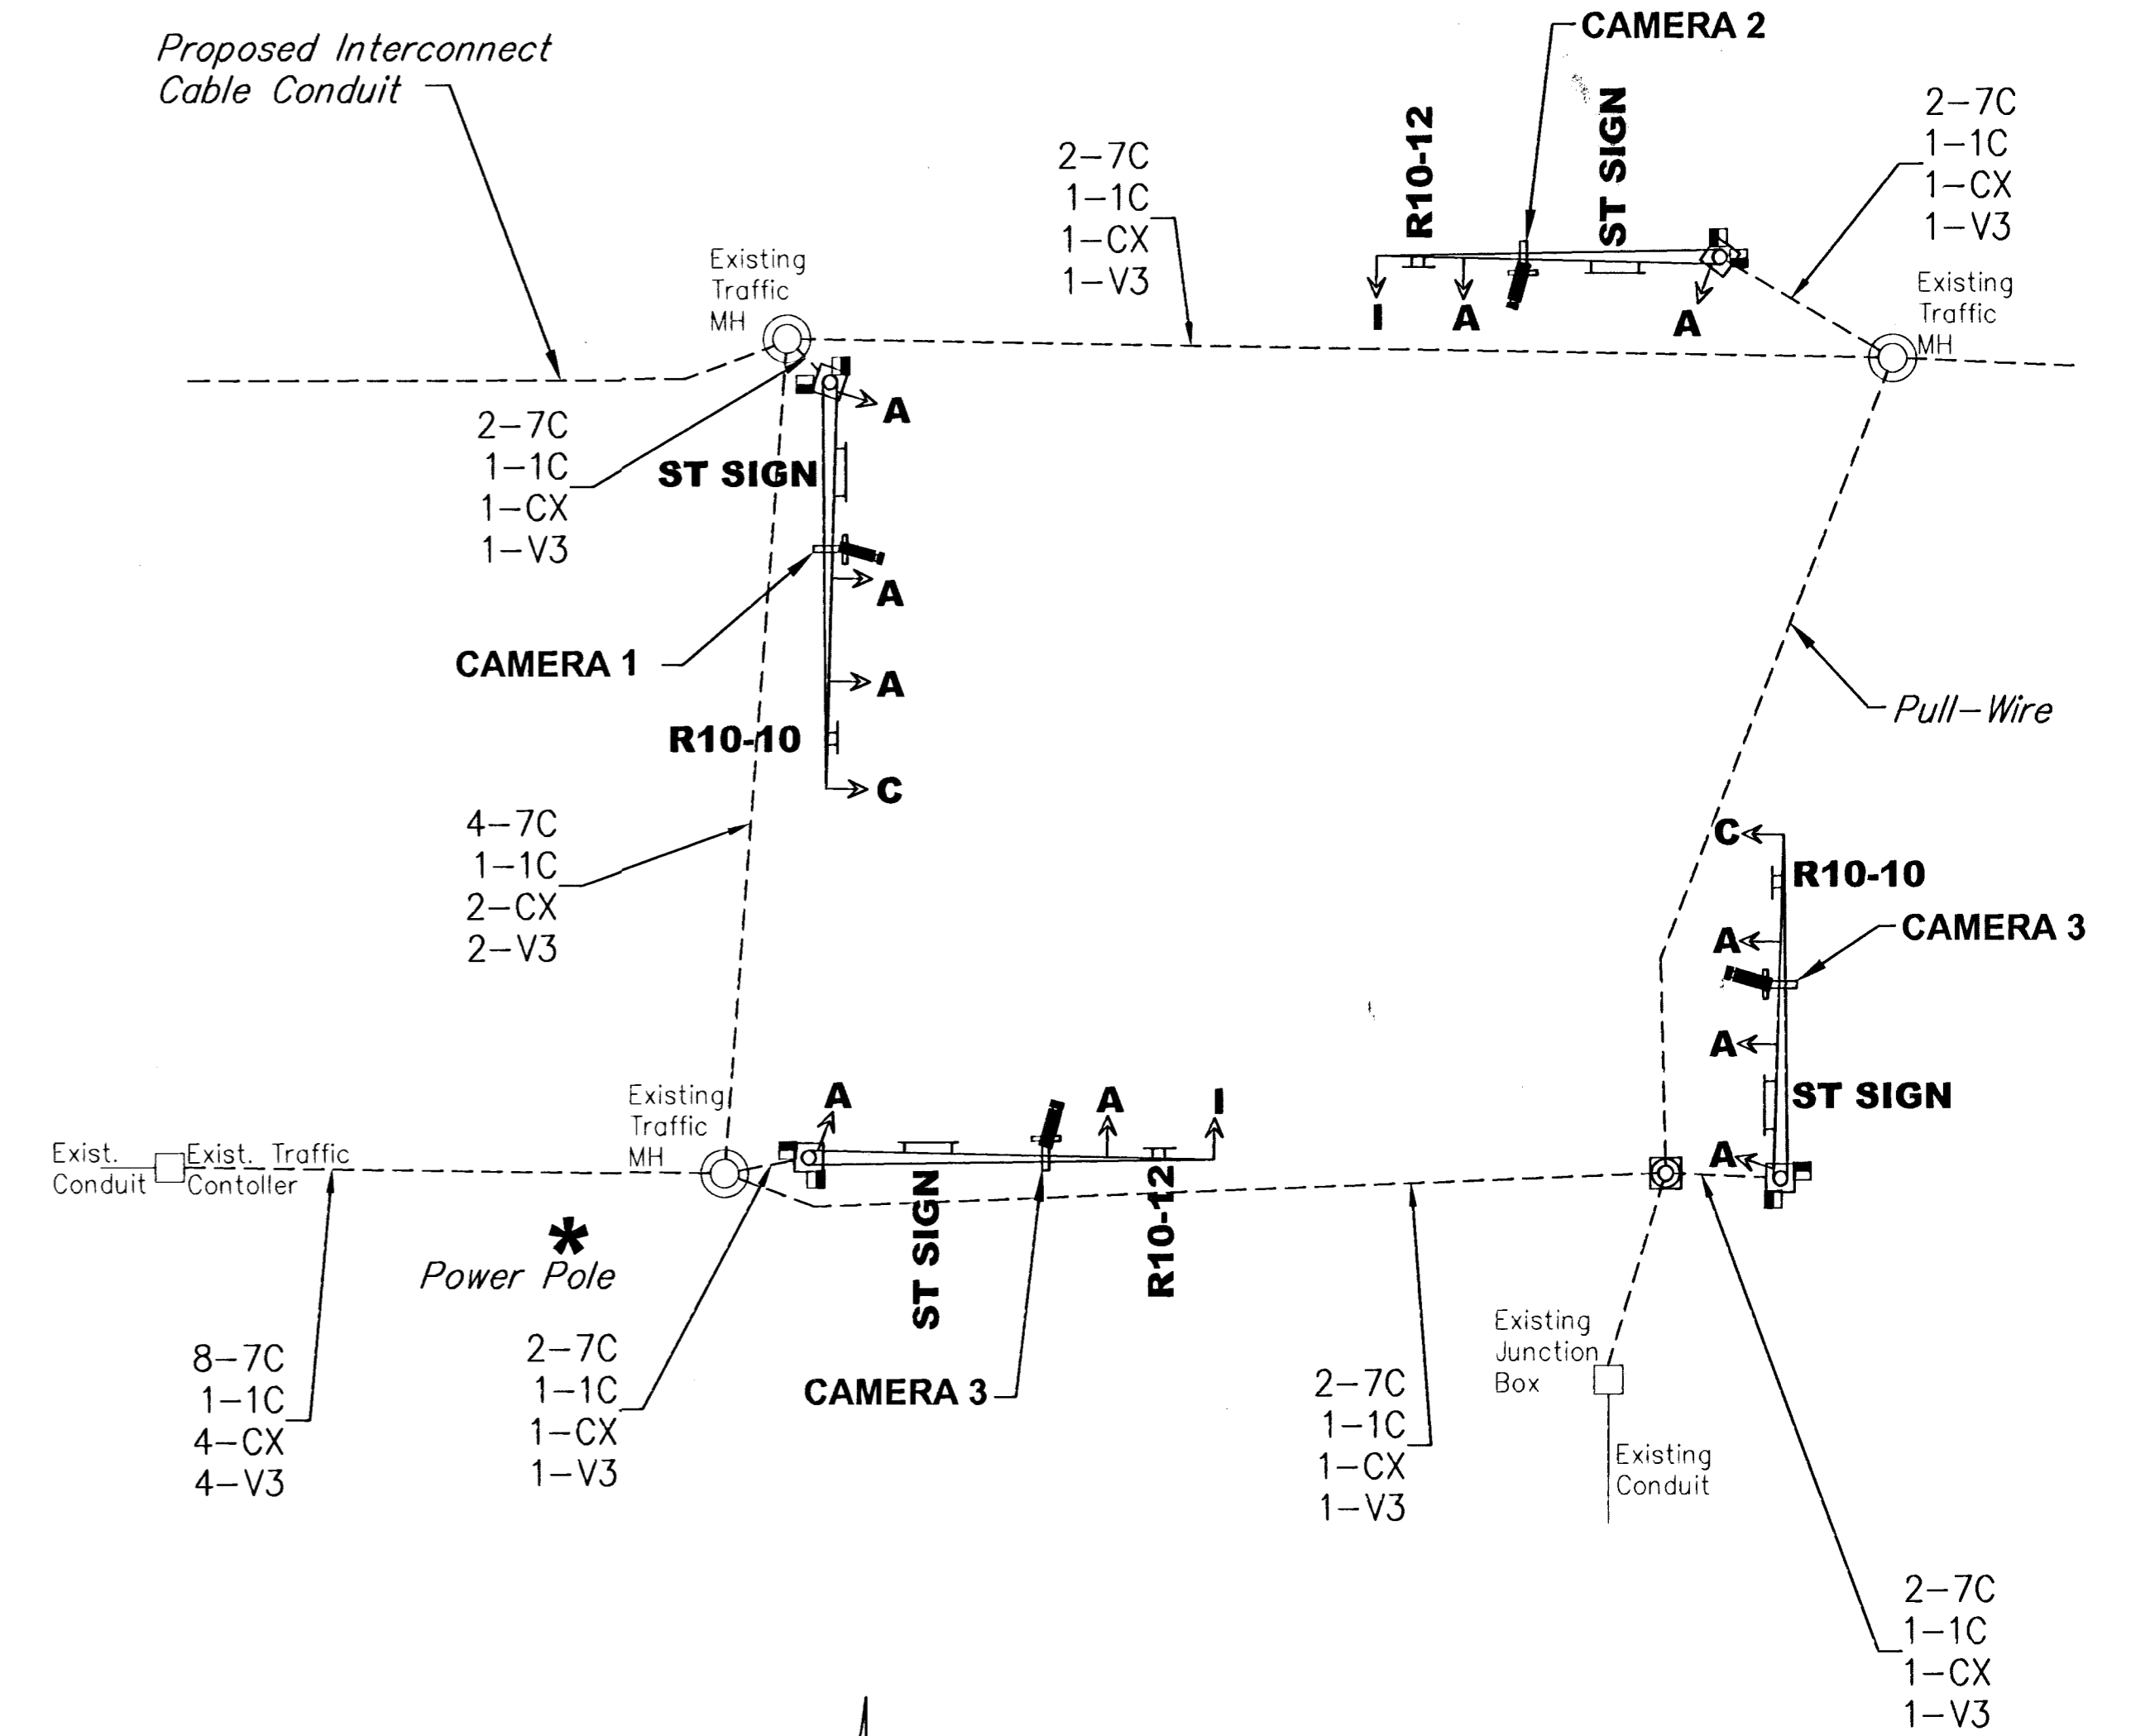 CAMERA 2
Proposed Interconnect
Cable Conduit
2-7C
1-1C
1-CX
1-V3
R10-12
ST SIGN
2-7C
1-1C
1-CX
1-V3
Existing
Traffic
MH
I
A
A
Existing
Traffic
MH
2-7C
1-1C
1-CX
1-V3
A
ST SIGN
A
CAMERA 1
A
R10-10
C
Pull-Wire
4-7C
1-1C
2-CX
2-V3
C
R10-10
A
CAMERA 3
A
ST SIGN
A
Existing
Traffic
MH
A
A
I
Exist.
Conduit
Exist. Traffic
Contoller
Power Pole
ST SIGN
R10-12
8-7C
1-1C
4-CX
4-V3
2-7C
1-1C
1-CX
1-V3
CAMERA 3
2-7C
1-1C
1-CX
1-V3
Existing
Junction
Box
Existing
Conduit
2-7C
1-1C
1-CX
1-V3